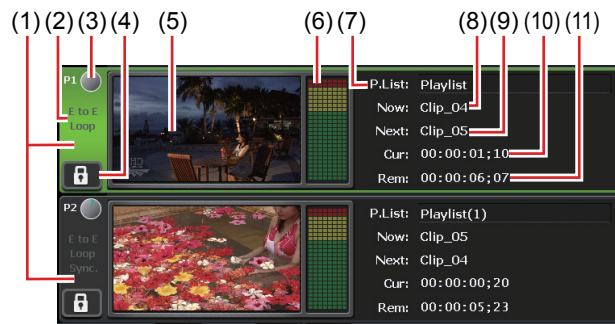 (1) (2) (3) (4) (5) (6) (7) (8) (9) (10) (11)
P1
E to E
Loop
P.List: Playlist
Now: Clip_04
Next: Clip_05
Cur: 00:00:01;10
Rem: 00:00:06;07
P2
E to E
Loop
Sync.
P.List: Playlist(1)
Now: Clip_05
Next: Clip_04
Cur: 00:00:00;20
Rem: 00:00:05;23